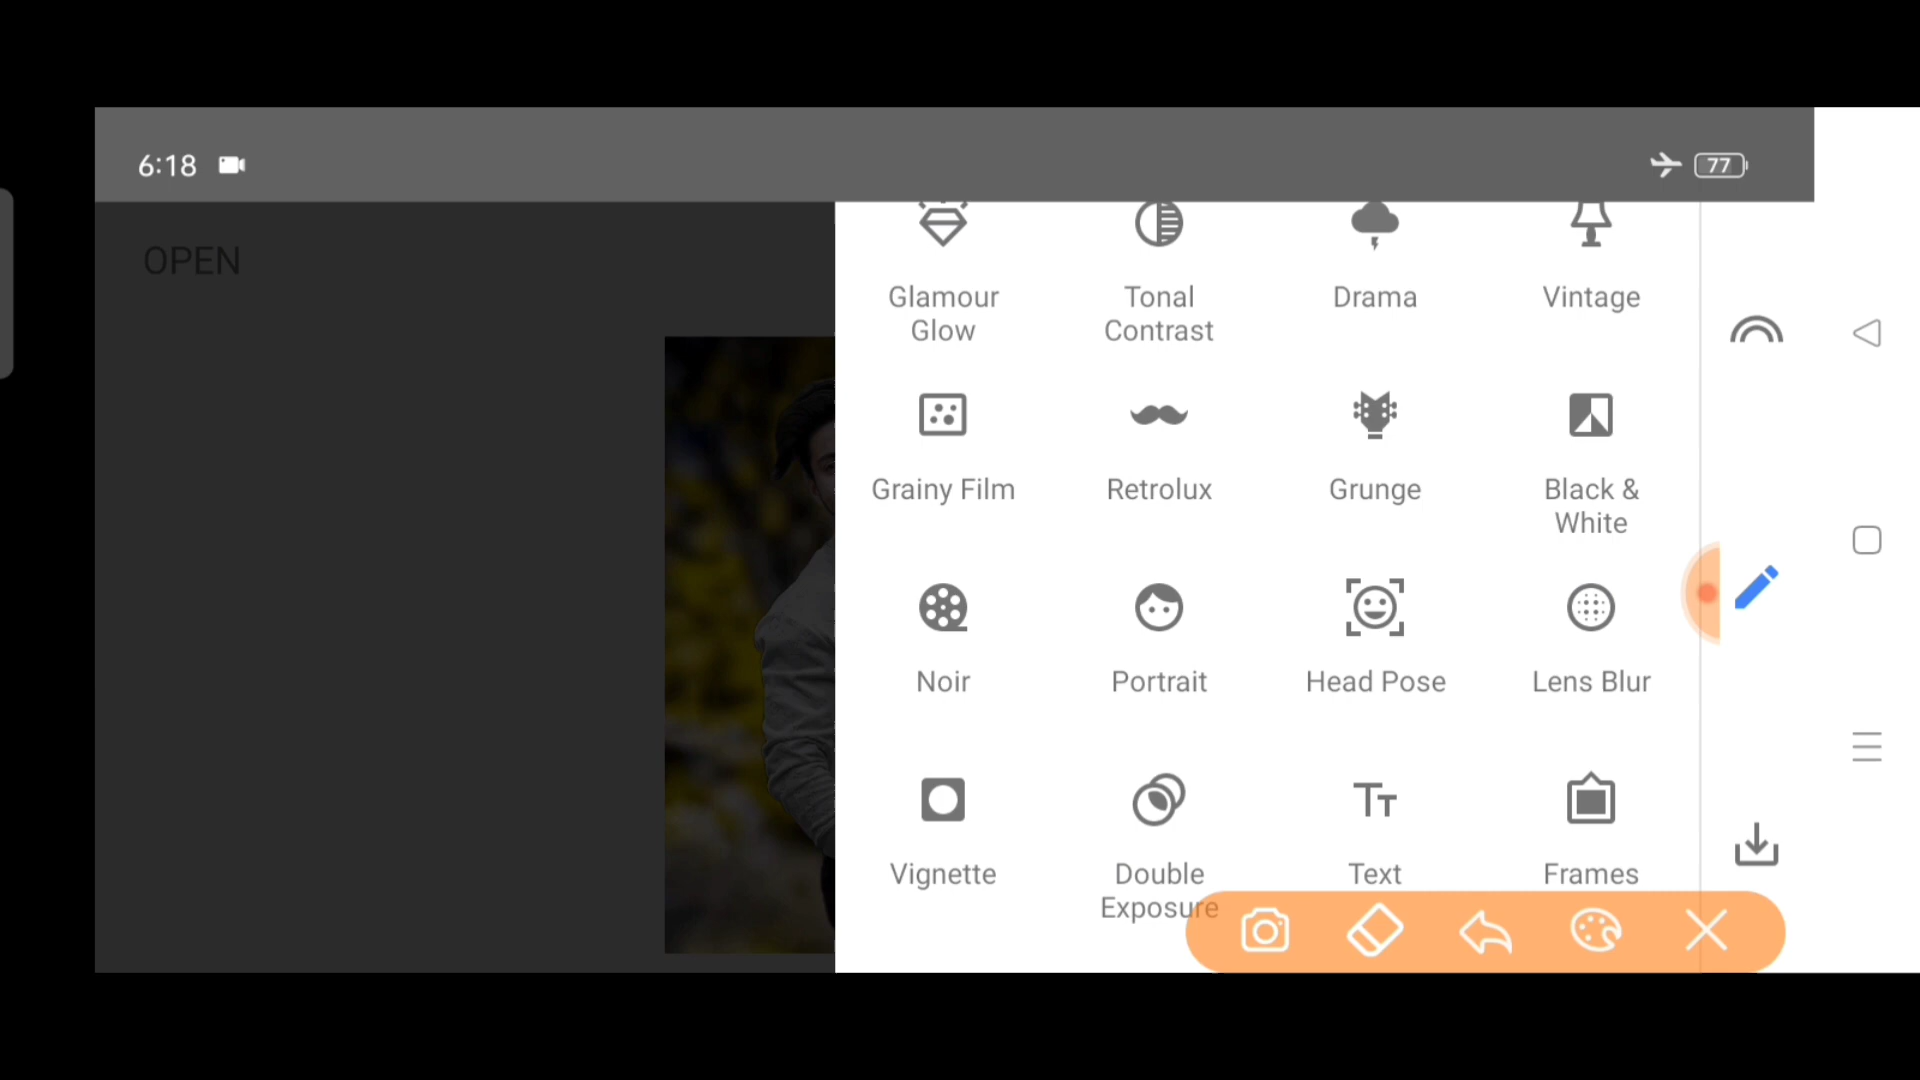 6:18
77
OPEN
Glamour
Glow
Tonal
Contrast
Drama
Vintage
Grainy Film
Retrolux
Grunge
Black &
White
Noir
Portrait
Head Pose
Lens Blur
Vignette
Double
Exposure
Text
Frames